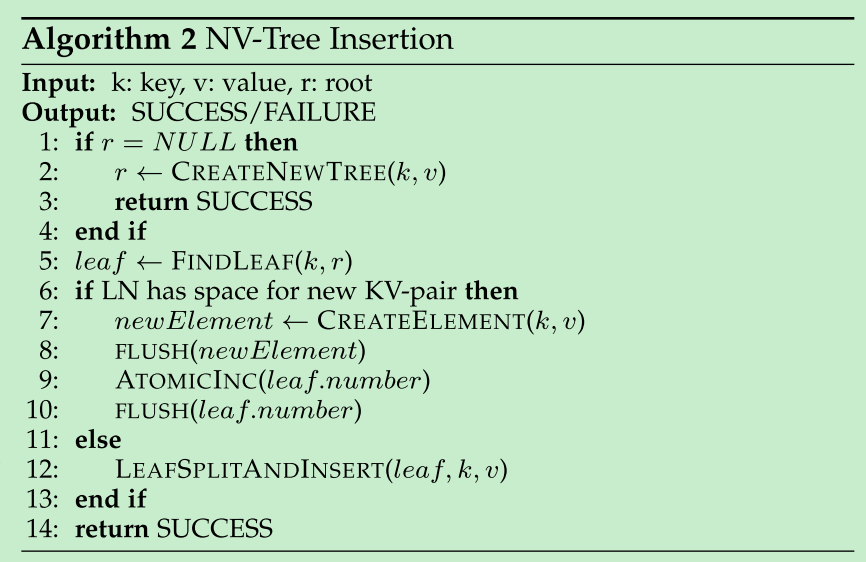 Algorithm 2 NV-Tree Insertion
Input: k: key, v: value, r: root
Output: SUCCESS/FAILURE
1: if r = NULL then
2: r ← CREATENEWTREE(k, v)
3: return SUCCESS
4: end if
5: leaf ← FINDLEAF(k, r)
6: if LN has space for new KV-pair then
7: newElement ← CREATEELEMENT(k, v)
8: FLUSH(newElement)
9: ATOMICINC(leaf.number)
10: FLUSH(leaf.number)
11: else
12: LEAFSPLITANDINSERT(leaf, k, v)
13: end if
14: return SUCCESS